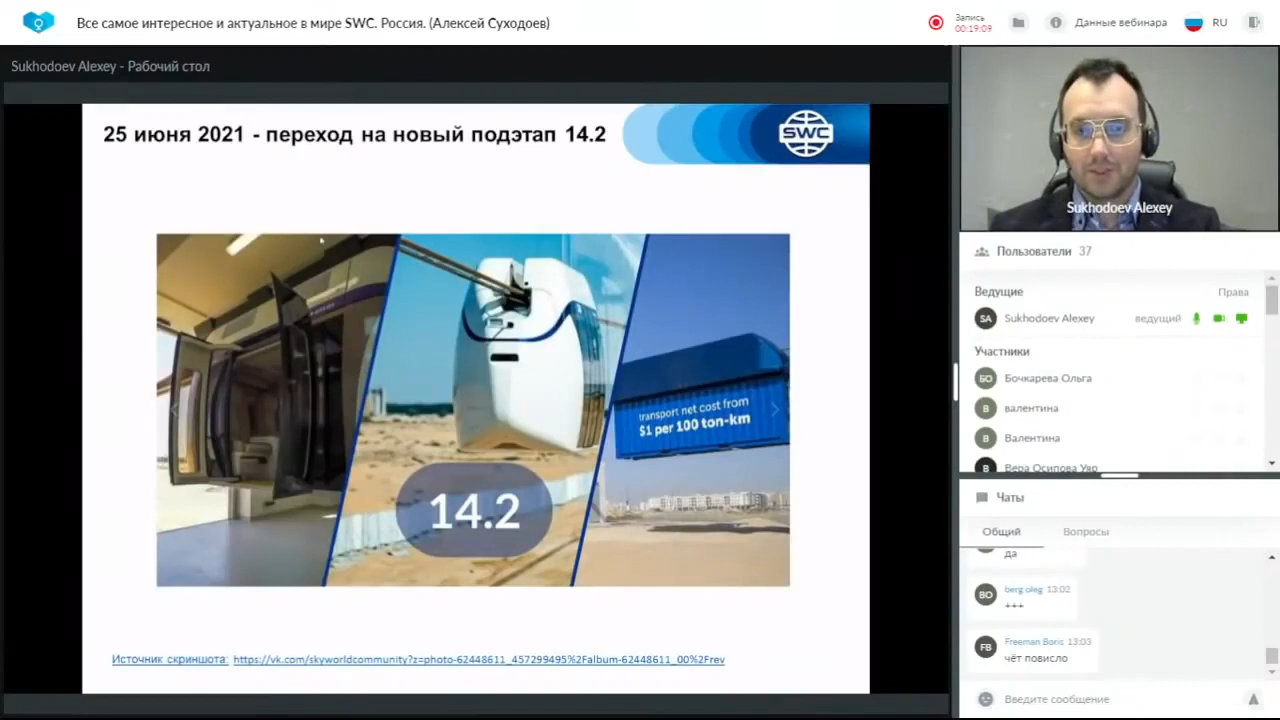 Все самое интересное и актуальное в мире SWC. Россия. (Алексей Суходоев)
Запись
00:19:09
Данные вебинара
RU
Sukhodoev Alexey - Рабочий стол
25 июня 2021 - переход на новый подэтап 14.2
SWC
transport net cost from
$1 per 100 ton-km
14.2
Источник скриншота: https://vk.com/skyworldcommunity?z=photo-62448611_457299495%2Falbum-62448611_00%2Frev
Sukhodoev Alexey
Пользователи 37
Ведущие Права
SA Sukhodoev Alexey ведущий
Участники
БО Бочкарева Ольга
В валентина
В Валентина
В Вера Осипова Уяр
Чаты
Общий Вопросы
да
BO berg oleg 13:02
+++
FB Freeman Boris 13:03
чёт повисло
Введите сообщение